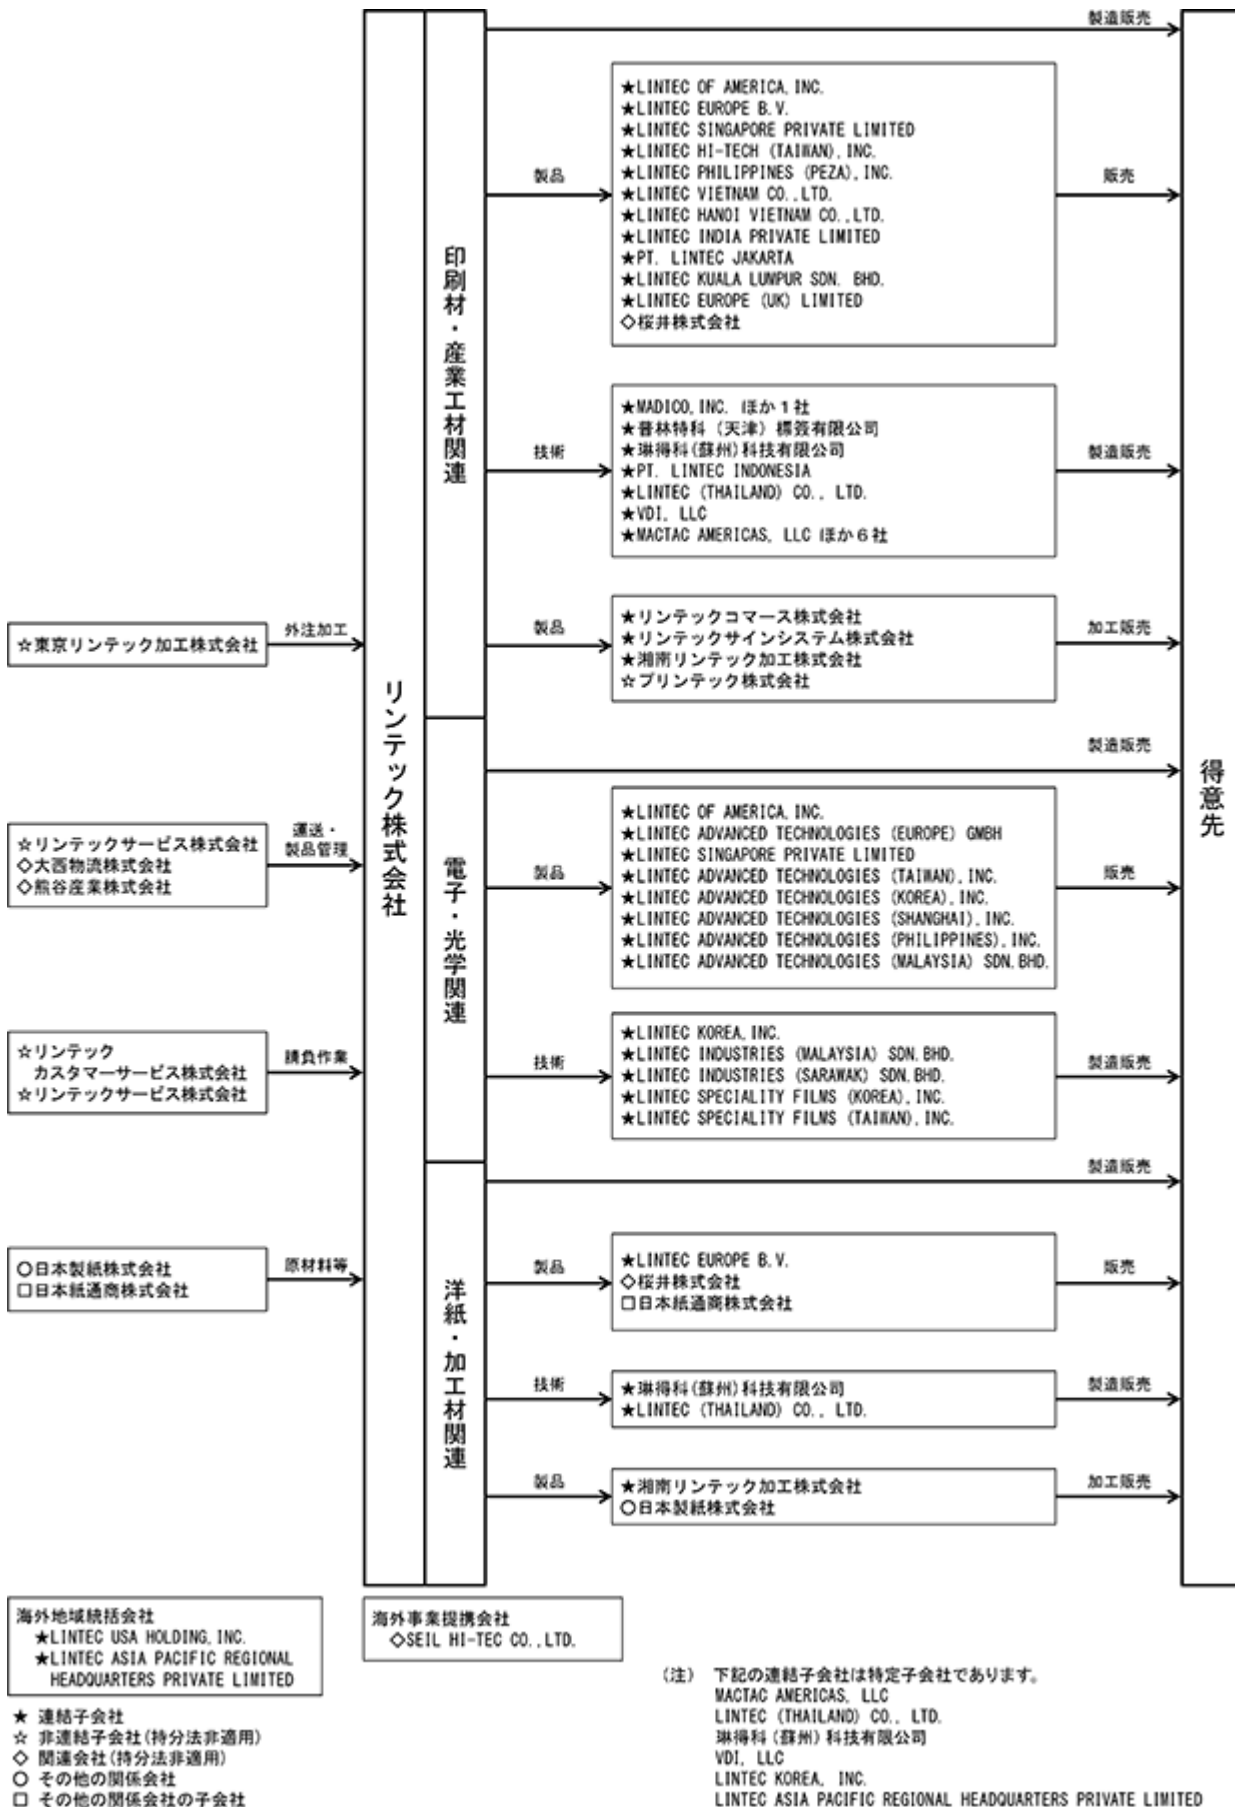 製造販売
★LINTEC OF AMERICA, INC.
★LINTEC EUROPE B.V.
★LINTEC SINGAPORE PRIVATE LIMITED
★LINTEC HI-TECH (TAIWAN), INC.
★LINTEC PHILIPPINES (PEZA), INC.
★LINTEC VIETNAM CO.,LTD.
★LINTEC HANOI VIETNAM CO.,LTD.
★LINTEC INDIA PRIVATE LIMITED
★PT. LINTEC JAKARTA
★LINTEC KUALA LUMPUR SDN. BHD.
★LINTEC EUROPE (UK) LIMITED
◇桜井株式会社
製品
販売
印刷材・産業工材関連
★MADICO, INC. ほか1社
★普林特科（天津）標簽有限公司
★琳得科(蘇州)科技有限公司
★PT. LINTEC INDONESIA
★LINTEC (THAILAND) CO., LTD.
★VDI, LLC
★MACTAC AMERICAS, LLC ほか6社
技術
製造販売
☆東京リンテック加工株式会社
外注加工
製品
★リンテックコマース株式会社
★リンテックサインシステム株式会社
★湘南リンテック加工株式会社
☆プリンテック株式会社
加工販売
リンテック株式会社
得意先
製造販売
☆リンテックサービス株式会社
◇大西物流株式会社
◇熊谷産業株式会社
運送・
製品管理
電子・光学関連
製品
★LINTEC OF AMERICA, INC.
★LINTEC ADVANCED TECHNOLOGIES (EUROPE) GMBH
★LINTEC SINGAPORE PRIVATE LIMITED
★LINTEC ADVANCED TECHNOLOGIES (TAIWAN), INC.
★LINTEC ADVANCED TECHNOLOGIES (KOREA), INC.
★LINTEC ADVANCED TECHNOLOGIES (SHANGHAI), INC.
★LINTEC ADVANCED TECHNOLOGIES (PHILIPPINES), INC.
★LINTEC ADVANCED TECHNOLOGIES (MALAYSIA) SDN.BHD.
販売
☆リンテック
カスタマーサービス株式会社
☆リンテックサービス株式会社
請負作業
技術
★LINTEC KOREA, INC.
★LINTEC INDUSTRIES (MALAYSIA) SDN.BHD.
★LINTEC INDUSTRIES (SARAWAK) SDN.BHD.
★LINTEC SPECIALITY FILMS (KOREA), INC.
★LINTEC SPECIALITY FILMS (TAIWAN), INC.
製造販売
製造販売
○日本製紙株式会社
□日本紙通商株式会社
原材料等
洋紙・加工材関連
製品
★LINTEC EUROPE B.V.
◇桜井株式会社
□日本紙通商株式会社
販売
技術
★琳得科(蘇州)科技有限公司
★LINTEC (THAILAND) CO., LTD.
製造販売
製品
★湘南リンテック加工株式会社
○日本製紙株式会社
加工販売
海外地域統括会社
★LINTEC USA HOLDING, INC.
★LINTEC ASIA PACIFIC REGIONAL
HEADQUARTERS PRIVATE LIMITED
海外事業提携会社
◇SEIL HI-TEC CO.,LTD.
★ 連結子会社
☆ 非連結子会社(持分法非適用)
◇ 関連会社(持分法非適用)
○ その他の関係会社
□ その他の関係会社の子会社
(注) 下記の連結子会社は特定子会社であります。
MACTAC AMERICAS, LLC
LINTEC (THAILAND) CO., LTD.
琳得科(蘇州)科技有限公司
VDI, LLC
LINTEC KOREA, INC.
LINTEC ASIA PACIFIC REGIONAL HEADQUARTERS PRIVATE LIMITED